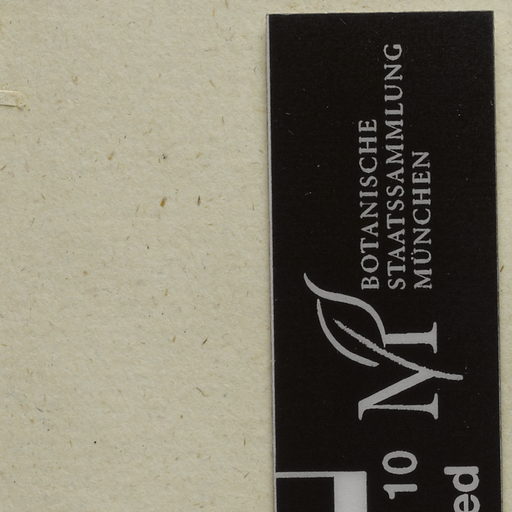 BOTANISCHE
STAATSSAMMLUNG
MÜNCHEN
M
10
ed